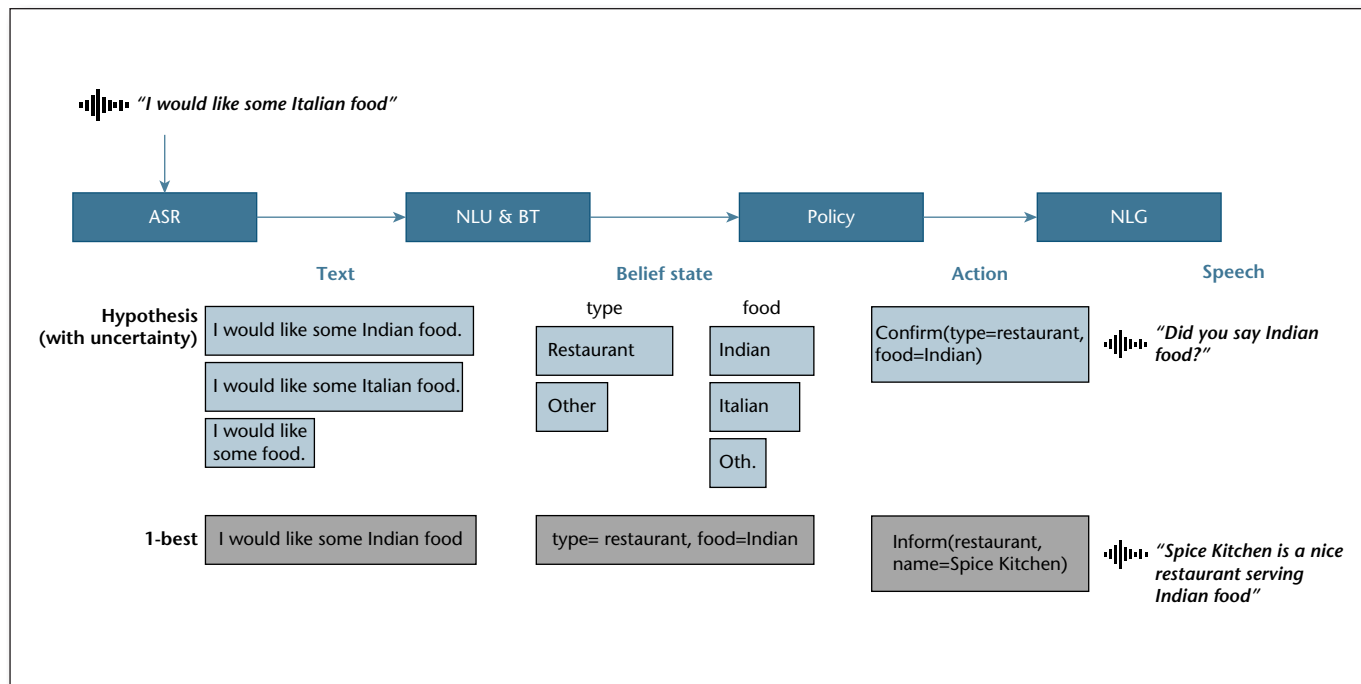 “I would like some Italian food”
ASR
NLU & BT
Policy
NLG
Text
Belief state
Action
Speech
Hypothesis
(with uncertainty)
I would like some Indian food.
I would like some Italian food.
I would like
some food.
type
food
Restaurant
Indian
Other
Italian
Oth.
Confirm(type=restaurant,
food=Indian)
“Did you say Indian
food?”
1-best
I would like some Indian food
type= restaurant, food=Indian
Inform(restaurant,
name=Spice Kitchen)
“Spice Kitchen is a nice
restaurant serving
Indian food”